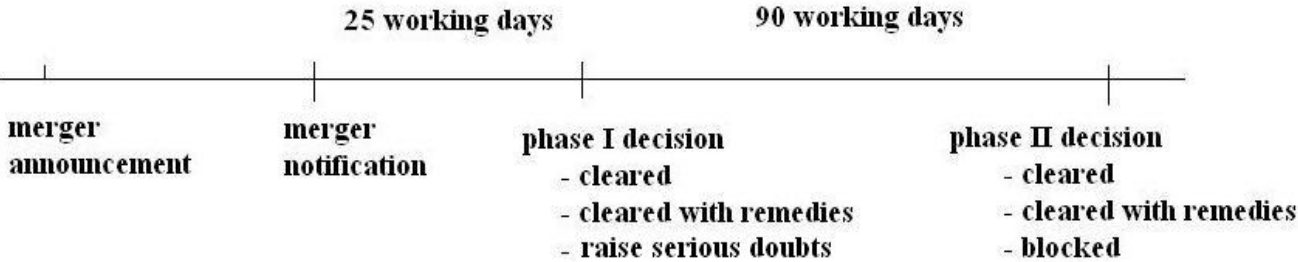 25 working days
90 working days
merger
announcement
merger
notification
phase I decision
- cleared
- cleared with remedies
- raise serious doubts
phase II decision
- cleared
- cleared with remedies
- blocked